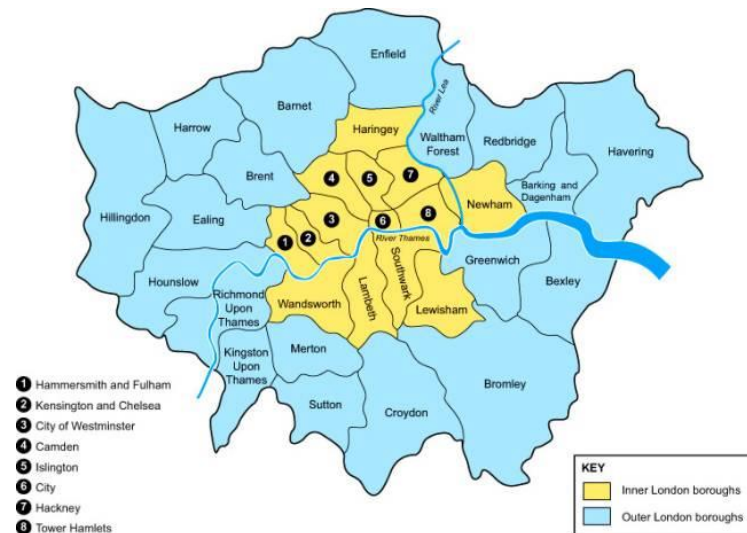 Enfield
River Lea
Barnet
Haringey
Harrow
Waltham
Forest
Redbridge
Havering
Brent
4
5
7
Barking and
Dagenham
Newham
Hillingdon
Ealing
3
6
8
1
2
River Thames
Hounslow
Greenwich
Southwark
Bexley
Richmond
Upon
Thames
Wandsworth
Lambeth
Lewisham
Kingston
Upon
Thames
Merton
Bromley
Sutton
Croydon
1 Hammersmith and Fulham
2 Kensington and Chelsea
3 City of Westminster
4 Camden
5 Islington
6 City
7 Hackney
8 Tower Hamlets
KEY
Inner London boroughs
Outer London boroughs